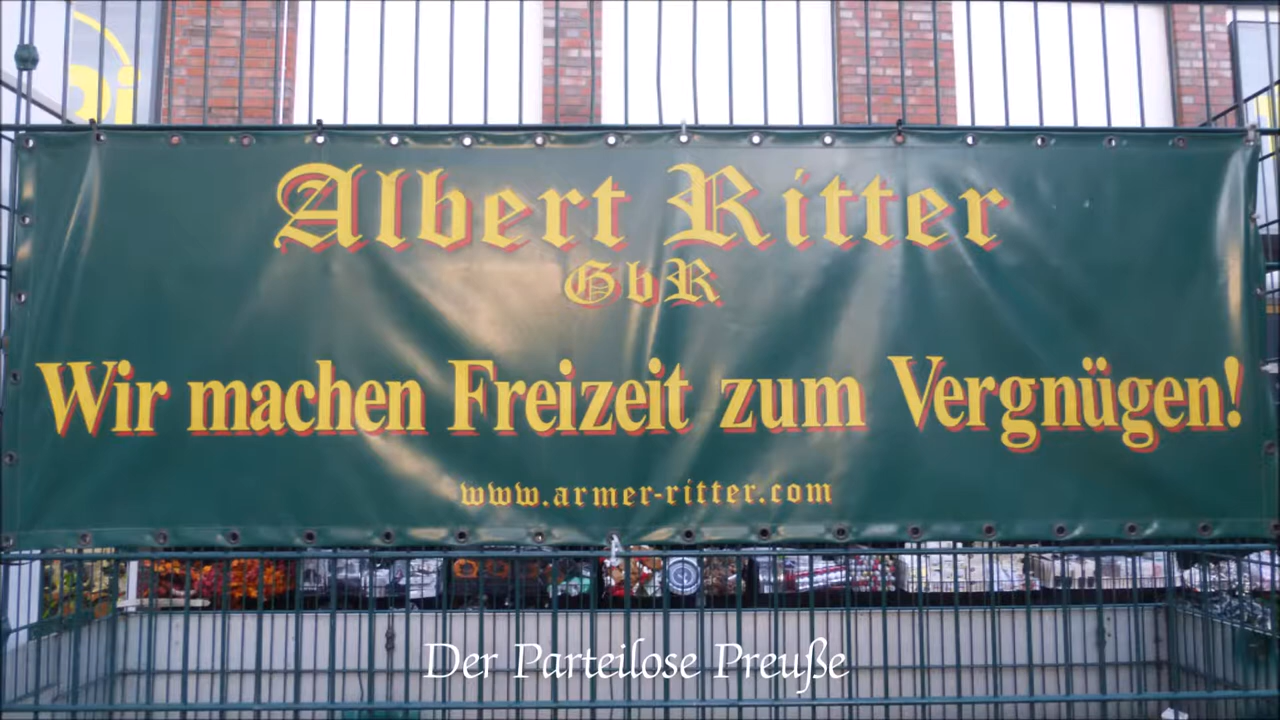 Albert Ritter
GbR
Wir machen Freizeit zum Vergnügen!
www.armer-ritter.com
Der Parteilose Preuße